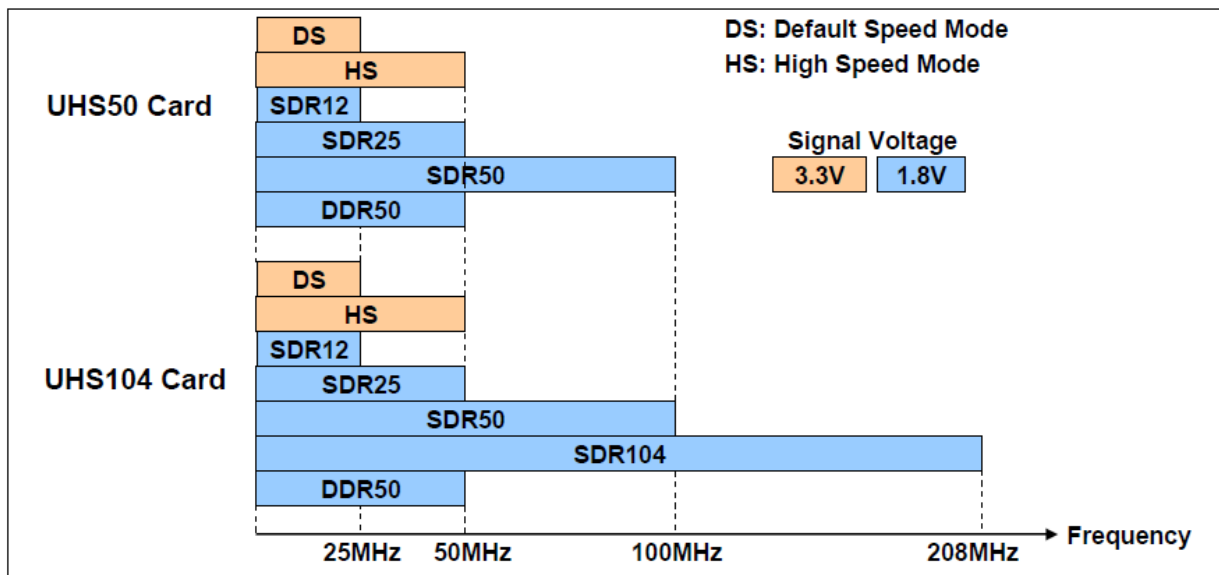 DS: Default Speed Mode
HS: High Speed Mode
Signal Voltage
3.3V 1.8V
UHS50 Card
DS
HS
SDR12
SDR25
SDR50
DDR50
UHS104 Card
DS
HS
SDR12
SDR25
SDR50
SDR104
DDR50
25MHz 50MHz 100MHz 208MHz Frequency